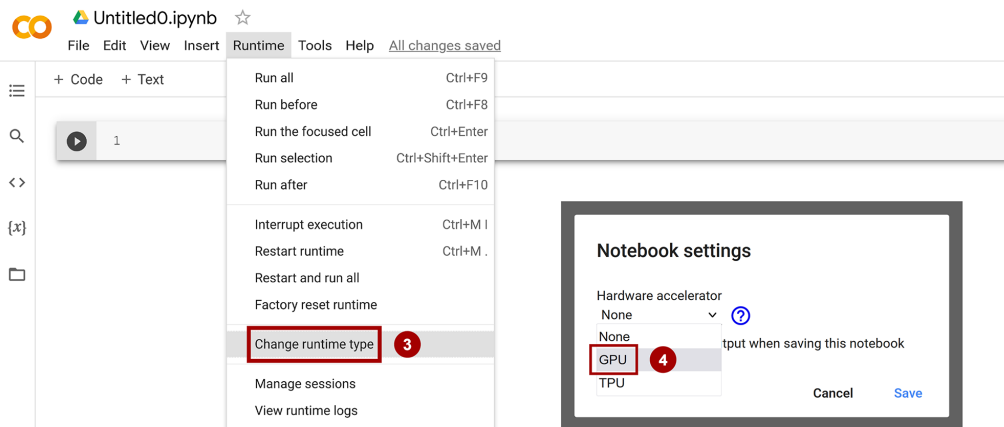 Untitled0.ipynb
File Edit View Insert Runtime Tools Help All changes saved
+ Code + Text
1
Run all Ctrl+F9
Run before Ctrl+F8
Run the focused cell Ctrl+Enter
Run selection Ctrl+Shift+Enter
Run after Ctrl+F10
Interrupt execution Ctrl+M I
Restart runtime Ctrl+M .
Restart and run all
Factory reset runtime
Change runtime type 3
Manage sessions
View runtime logs
Notebook settings
Hardware accelerator
None ?
None
tput when saving this notebook
GPU 4
TPU
Cancel Save